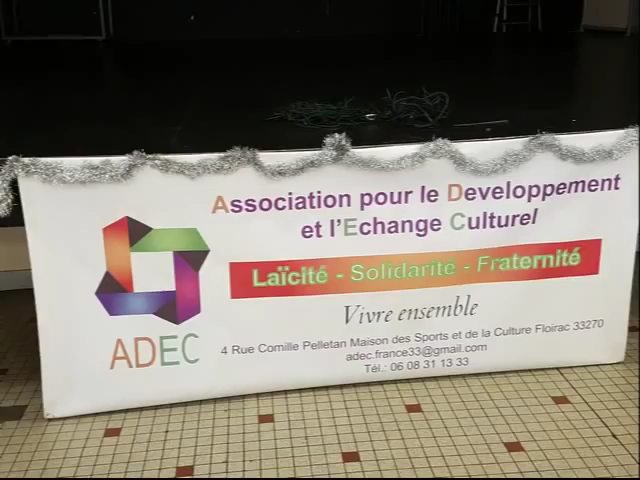 Association pour le Developpement
et l'Echange Culturel
Laïcité - Solidarité - Fraternité
Vivre ensemble
ADEC
4 Rue Comille Pelletan Maison des Sports et de la Culture Floirac 33270
adec.france33@gmail.com
Tél.: 06 08 31 13 33